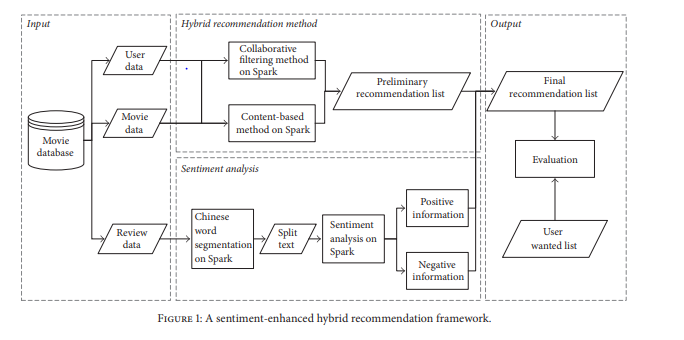 Input
Hybrid recommendation method
Output
User
data
Movie
data
Movie
database
Collaborative
filtering method
on Spark
Content-based
method on Spark
Preliminary
recommendation list
Final
recommendation list
Evaluation
User
wanted list
Sentiment analysis
Review
data
Chinese
word
segmentation
on Spark
Split
text
Sentiment
analysis on
Spark
Positive
information
Negative
information
FIGURE 1: A sentiment-enhanced hybrid recommendation framework.